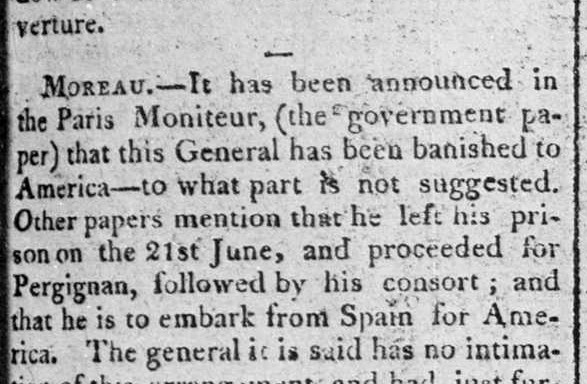 verture.
MOREAU.—It has been announced in
the Paris Moniteur, (the government pa-
per) that this General has been banished to
America—to what part is not suggested.
Other papers mention that he left his pri-
son on the 21st June, and proceeded for
Pergignan, followed by his consort; and
that he is to embark from Spain for Ame-
rica. The general it is said has no intima-